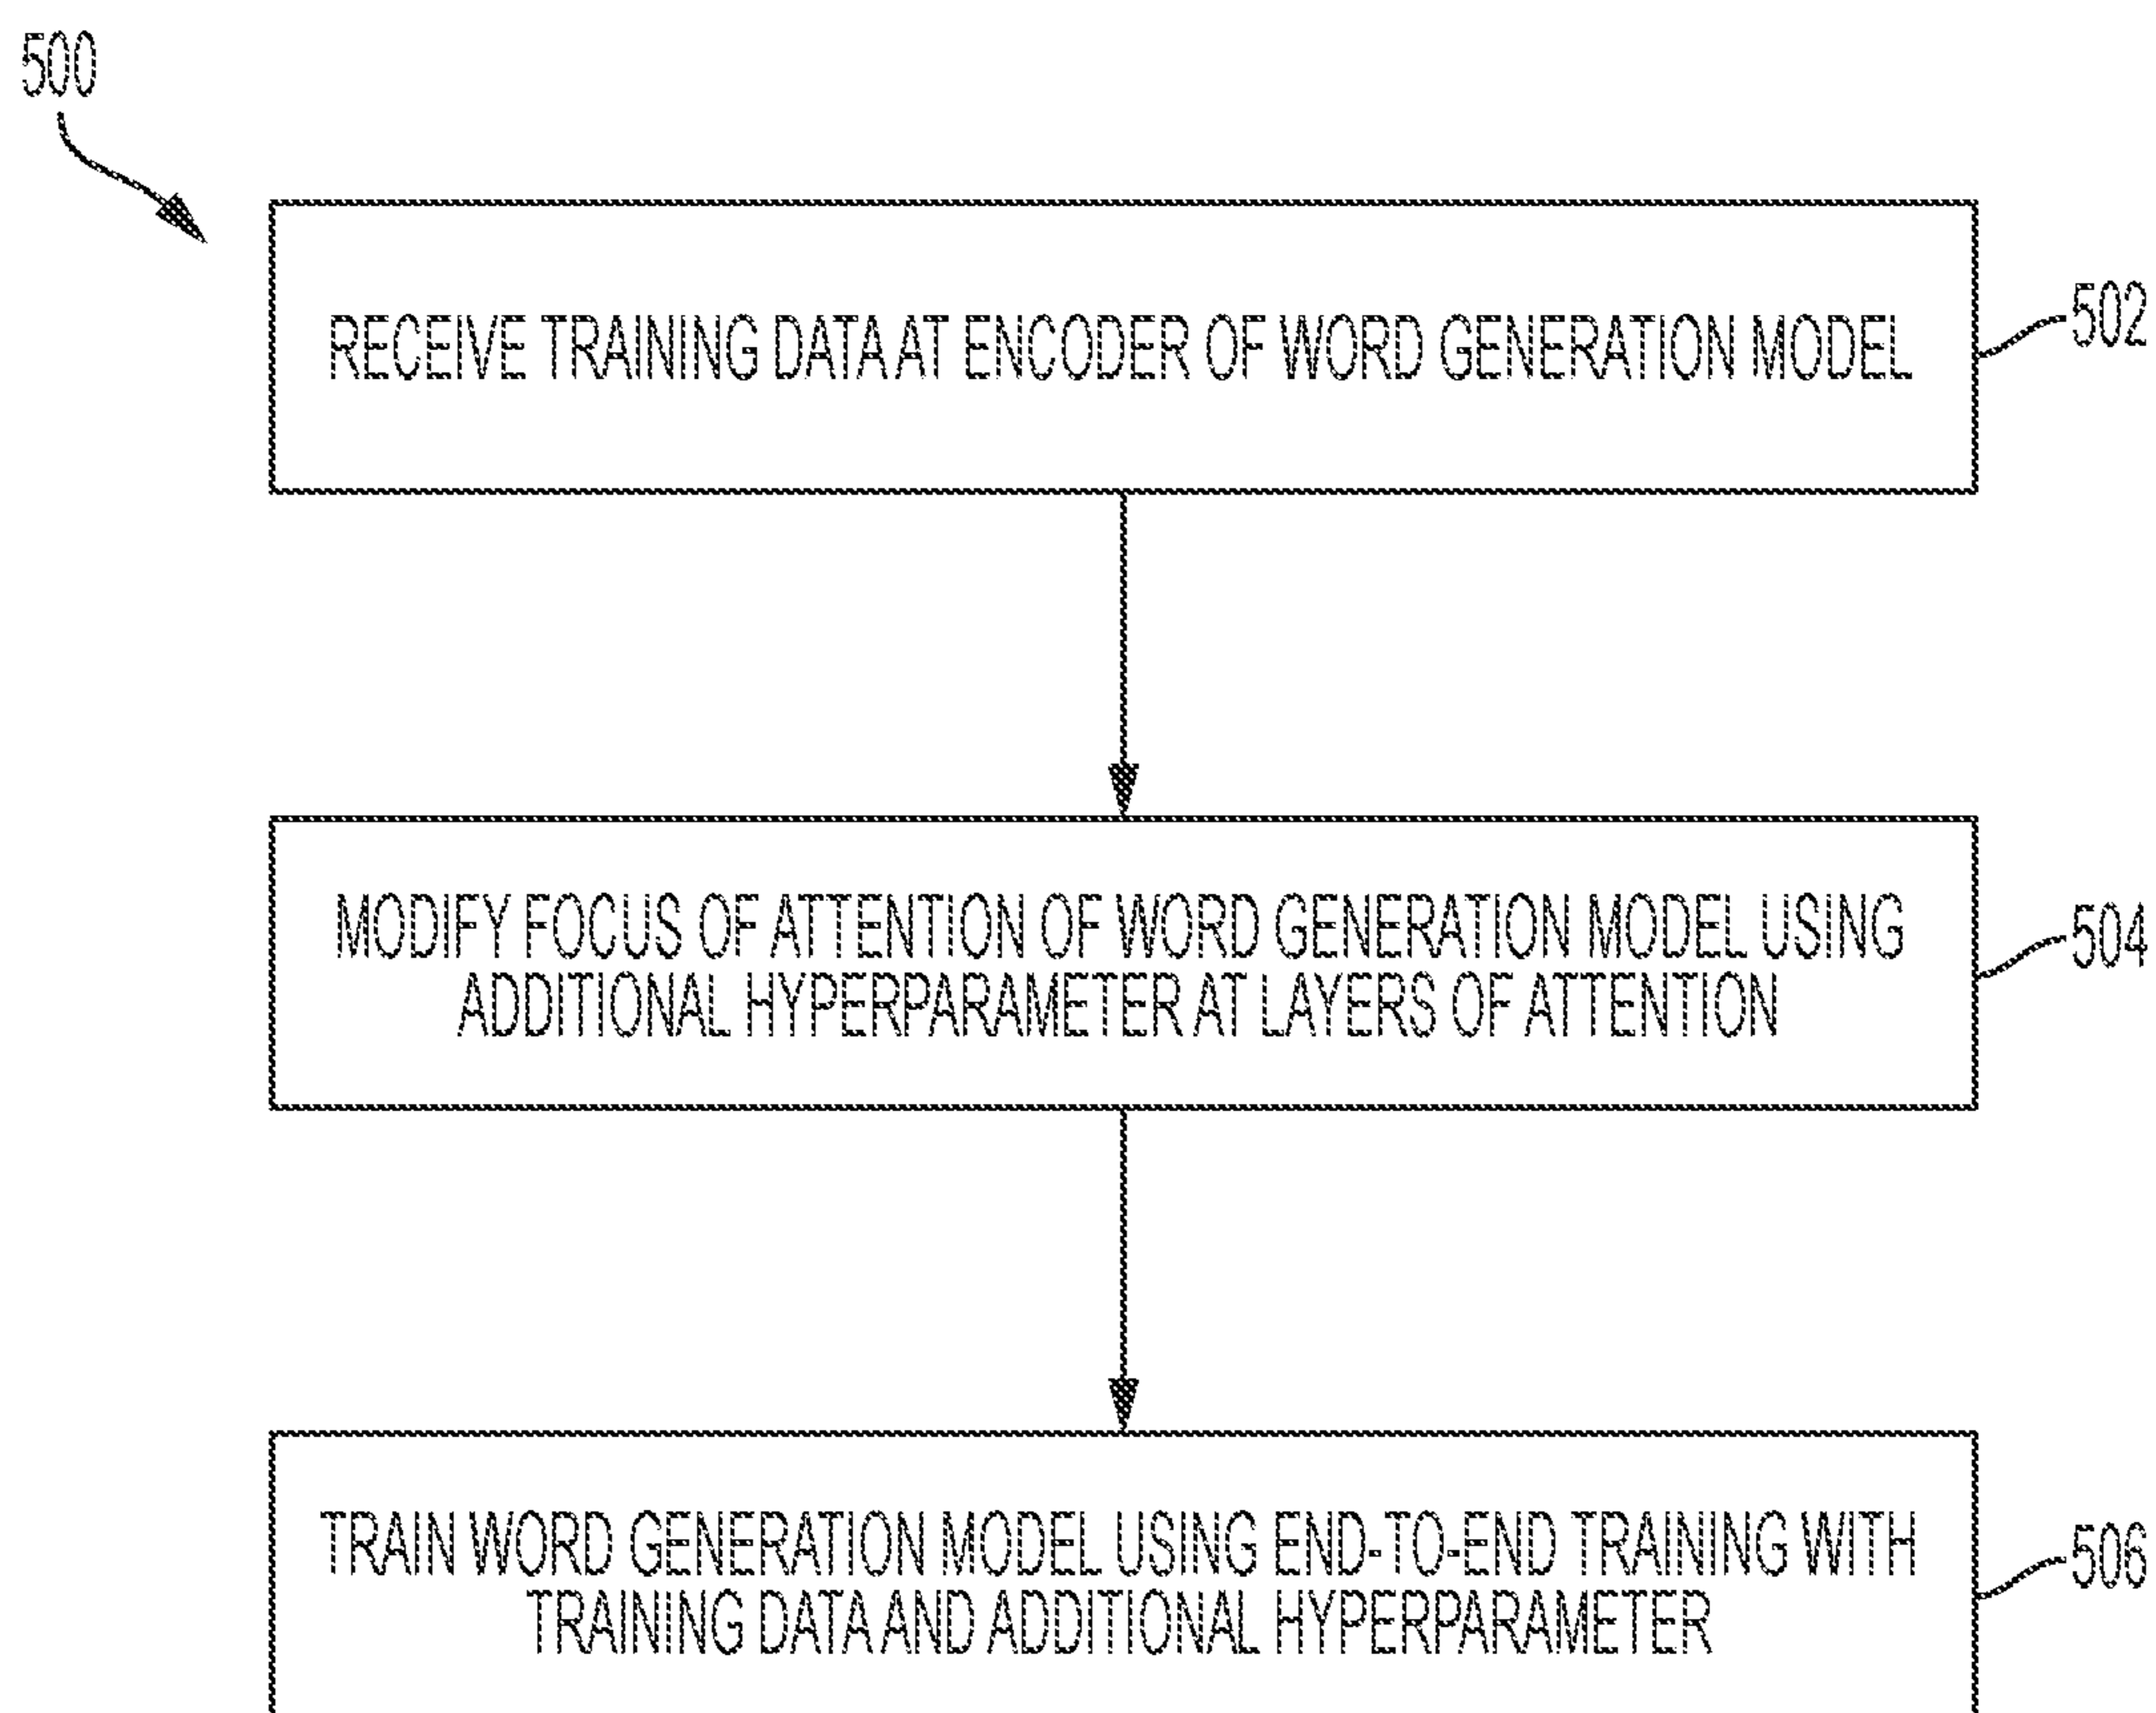 500
RECEIVE TRAINING DATA AT ENCODER OF WORD GENERATION MODEL
502
MODIFY FOCUS OF ATTENTION OF WORD GENERATION MODEL USING
ADDITIONAL HYPERPARAMETER AT LAYERS OF ATTENTION
504
TRAIN WORD GENERATION MODEL USING END-TO-END TRAINING WITH
TRAINING DATA AND ADDITIONAL HYPERPARAMETER
506